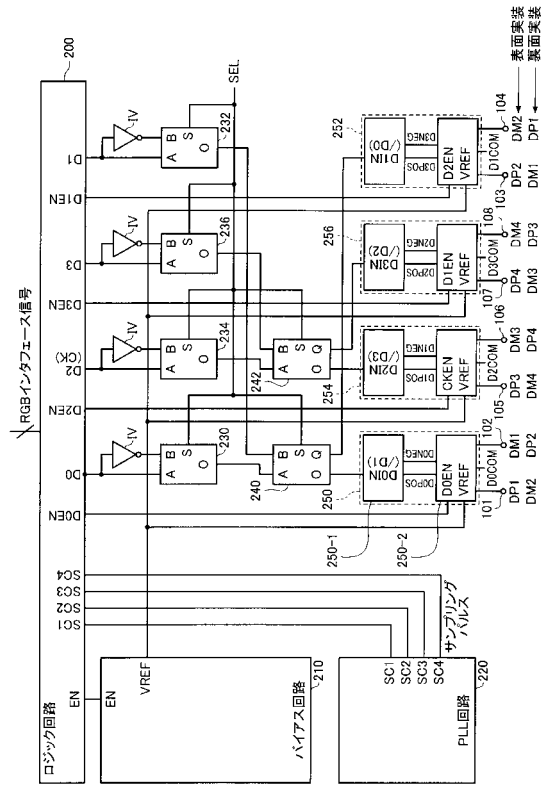 RGBインタフェース信号
200
ロジック回路
EN
SC1
SC2
SC3
SC4
D0EN
D0
D2EN
D2
(CK)
D3EN
D3
D1EN
D1
IV
IV
IV
IV
A B
S
O
230
A B
S
O
234
A B
S
O
236
A B
S
O
232
SEL
A B
S
O Q
240
A B
S
O Q
242
EN
VREF
バイアス回路
210
SC1
SC2
SC3
SC4
PLL回路
220
サンプリング
パルス
250
250-1
250-2
D0IN
(/D1)
D0POS
D0NEG
D0EN
VREF
D0COM
254
D2IN
(/D3)
D1POS
D1NEG
CKEN
VREF
D2COM
256
D3IN
(/D2)
D2POS
D2NEG
D1EN
VREF
D3COM
252
D1IN
(/D0)
D3POS
D3NEG
D2EN
VREF
D1COM
101
102
105
106
107
108
103
104
DP1 DM1 DP3 DM3 DP4 DM4 DP2 DM2 ← 表面実装
DM2 DP2 DM4 DP4 DM3 DP3 DM1 DP1 ← 裏面実装